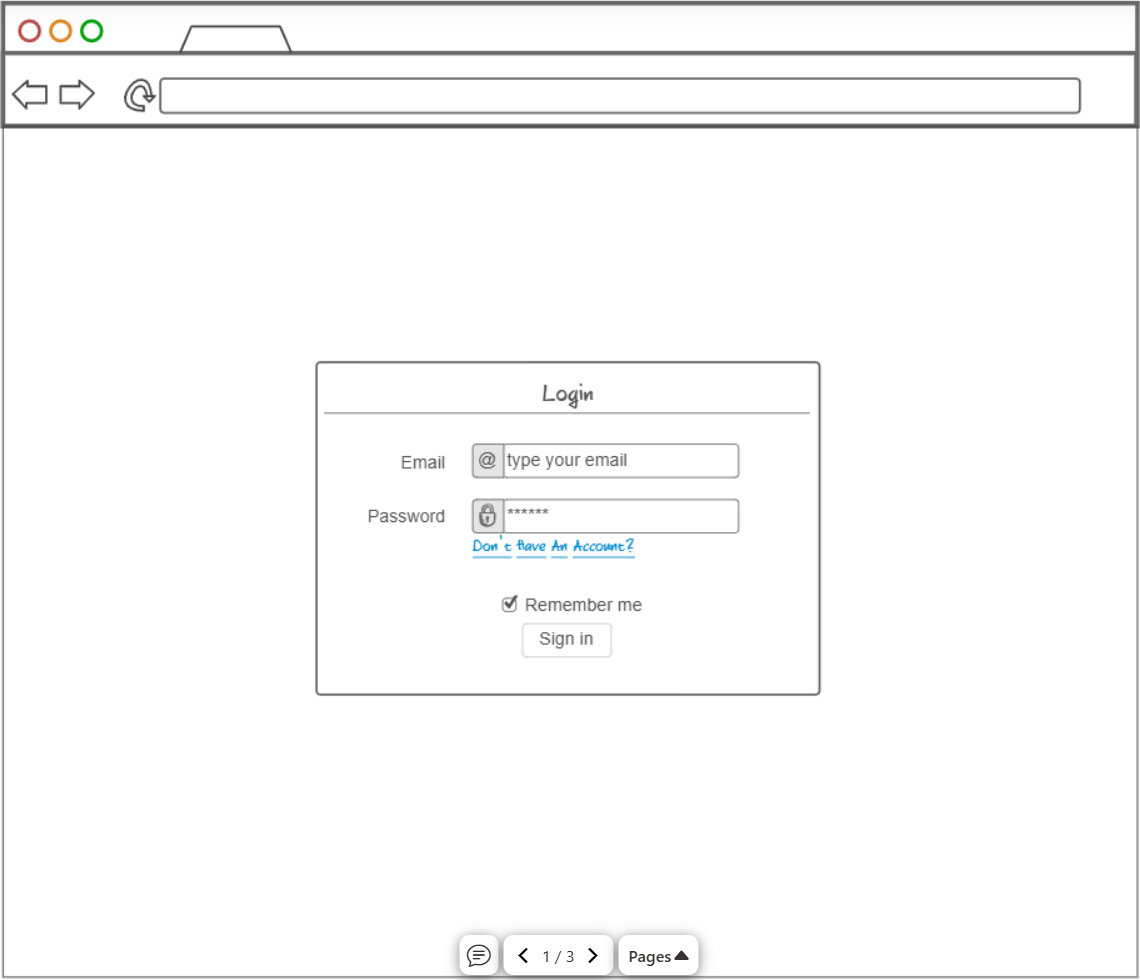 Login
Email @ type your email
Password ******
Don't Have An Account?
Remember me
Sign in
1 / 3 Pages